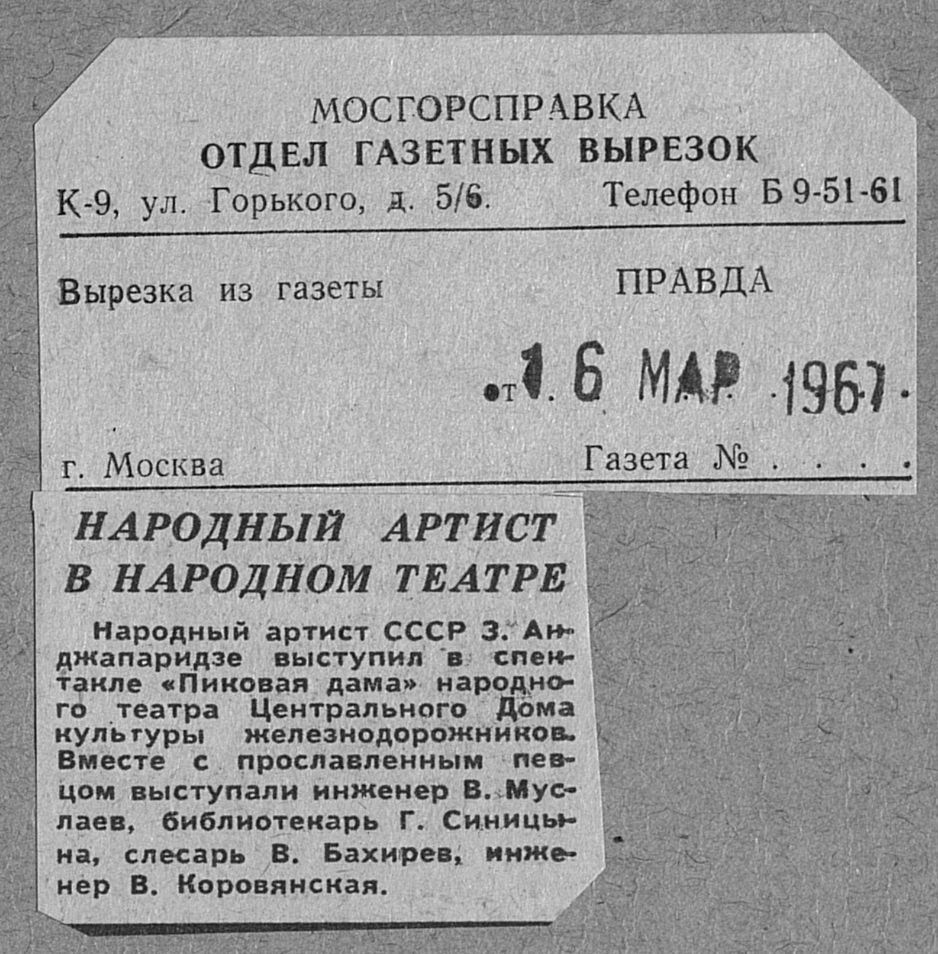 МОСГОРСПРАВКА
ОТДЕЛ ГАЗЕТНЫХ ВЫРЕЗОК
К-9, ул. Горького, д. 5/6. Телефон Б 9-51-61
Вырезка из газеты ПРАВДА
от 1 6 МАР 1967
г. Москва Газета № . . . .
НАРОДНЫЙ АРТИСТ
В НАРОДНОМ ТЕАТРЕ
Народный артист СССР З. Ан-
джапаридзе выступил в спек-
такле «Пиковая дама» народно-
го театра Центрального Дома
культуры железнодорожников.
Вместе с прославленным пев-
цом выступали инженер В. Мус-
лаев, библиотекарь Г. Синицы-
на, слесарь В. Бахирев, инже-
нер В. Коровянская.